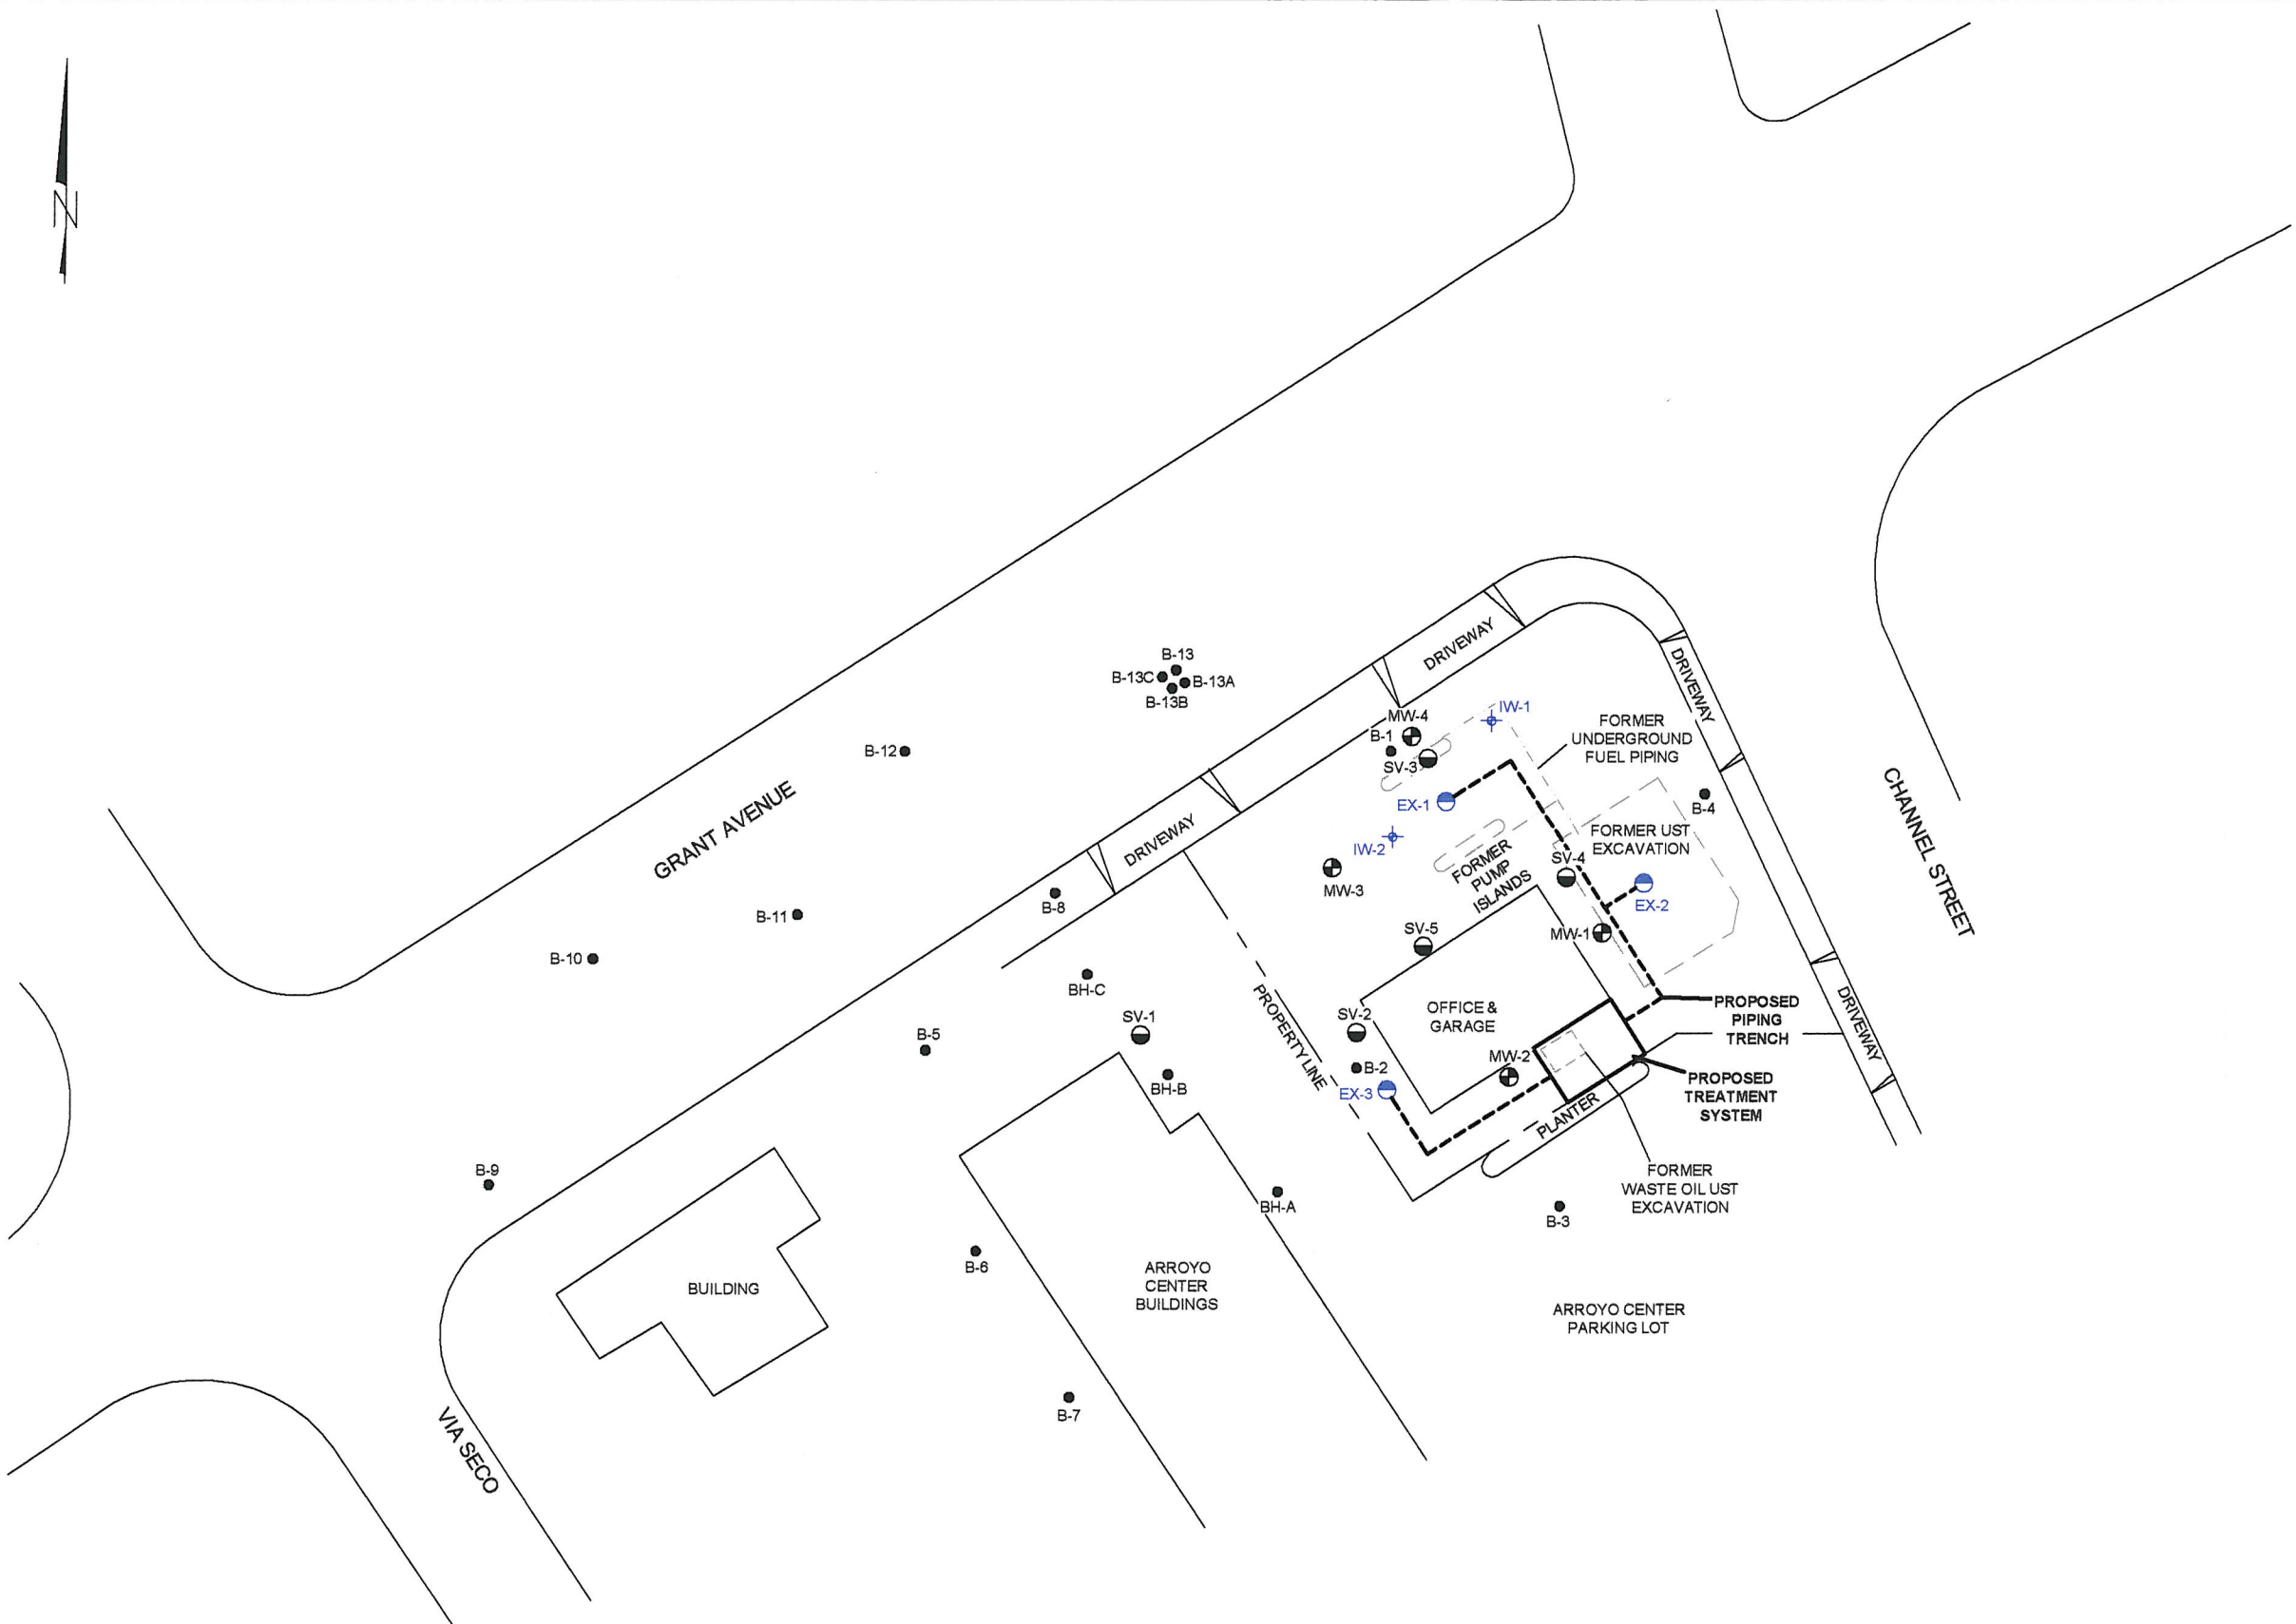 N
B-13
B-13C
B-13A
B-13B
B-12
GRANT AVENUE
B-11
B-10
B-8
B-9
B-5
BH-C
SV-1
BH-B
BH-A
B-6
B-7
BUILDING
ARROYO
CENTER
BUILDINGS
VIA SECO
DRIVEWAY
DRIVEWAY
DRIVEWAY
DRIVEWAY
CHANNEL STREET
MW-4
B-1
SV-3
IW-1
FORMER
UNDERGROUND
FUEL PIPING
EX-1
IW-2
MW-3
B-4
FORMER UST
EXCAVATION
SV-4
FORMER
PUMP
ISLANDS
EX-2
SV-5
MW-1
PROPERTY LINE
SV-2
OFFICE &
GARAGE
B-2
EX-3
MW-2
PROPOSED
PIPING
TRENCH
PROPOSED
TREATMENT
SYSTEM
PLANTER
FORMER
WASTE OIL UST
EXCAVATION
B-3
ARROYO CENTER
PARKING LOT